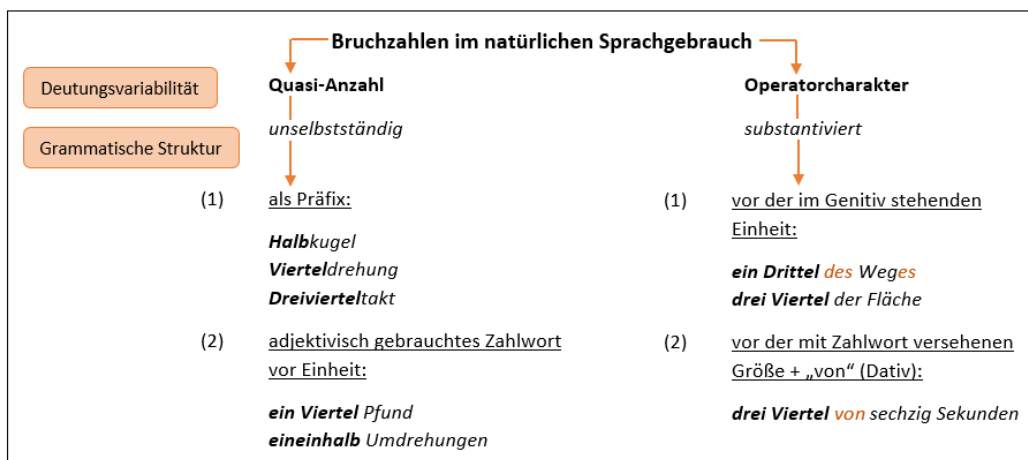 Bruchzahlen im natürlichen Sprachgebrauch
Deutungsvariabilität
Quasi-Anzahl
Operatorcharakter
Grammatische Struktur
unselbstständig
substantiviert
(1) als Präfix:
Halbkugel
Vierteldrehung
Dreivierteltakt
(2) adjektivisch gebrauchtes Zahlwort
vor Einheit:
ein Viertel Pfund
eineinhalb Umdrehungen
(1) vor der im Genitiv stehenden
Einheit:
ein Drittel des Weges
drei Viertel der Fläche
(2) vor der mit Zahlwort versehenen
Größe + „von“ (Dativ):
drei Viertel von sechzig Sekunden